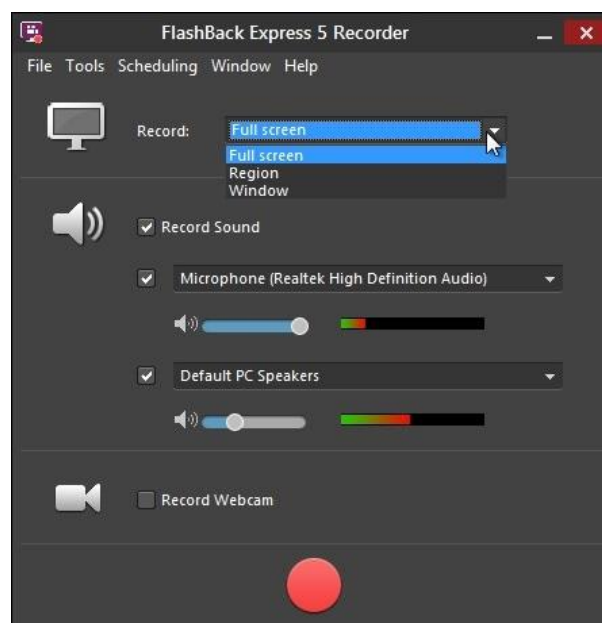 FlashBack Express 5 Recorder
File Tools Scheduling Window Help
Record: Full screen
Full screen
Region
Window
Record Sound
Microphone (Realtek High Definition Audio)
Default PC Speakers
Record Webcam